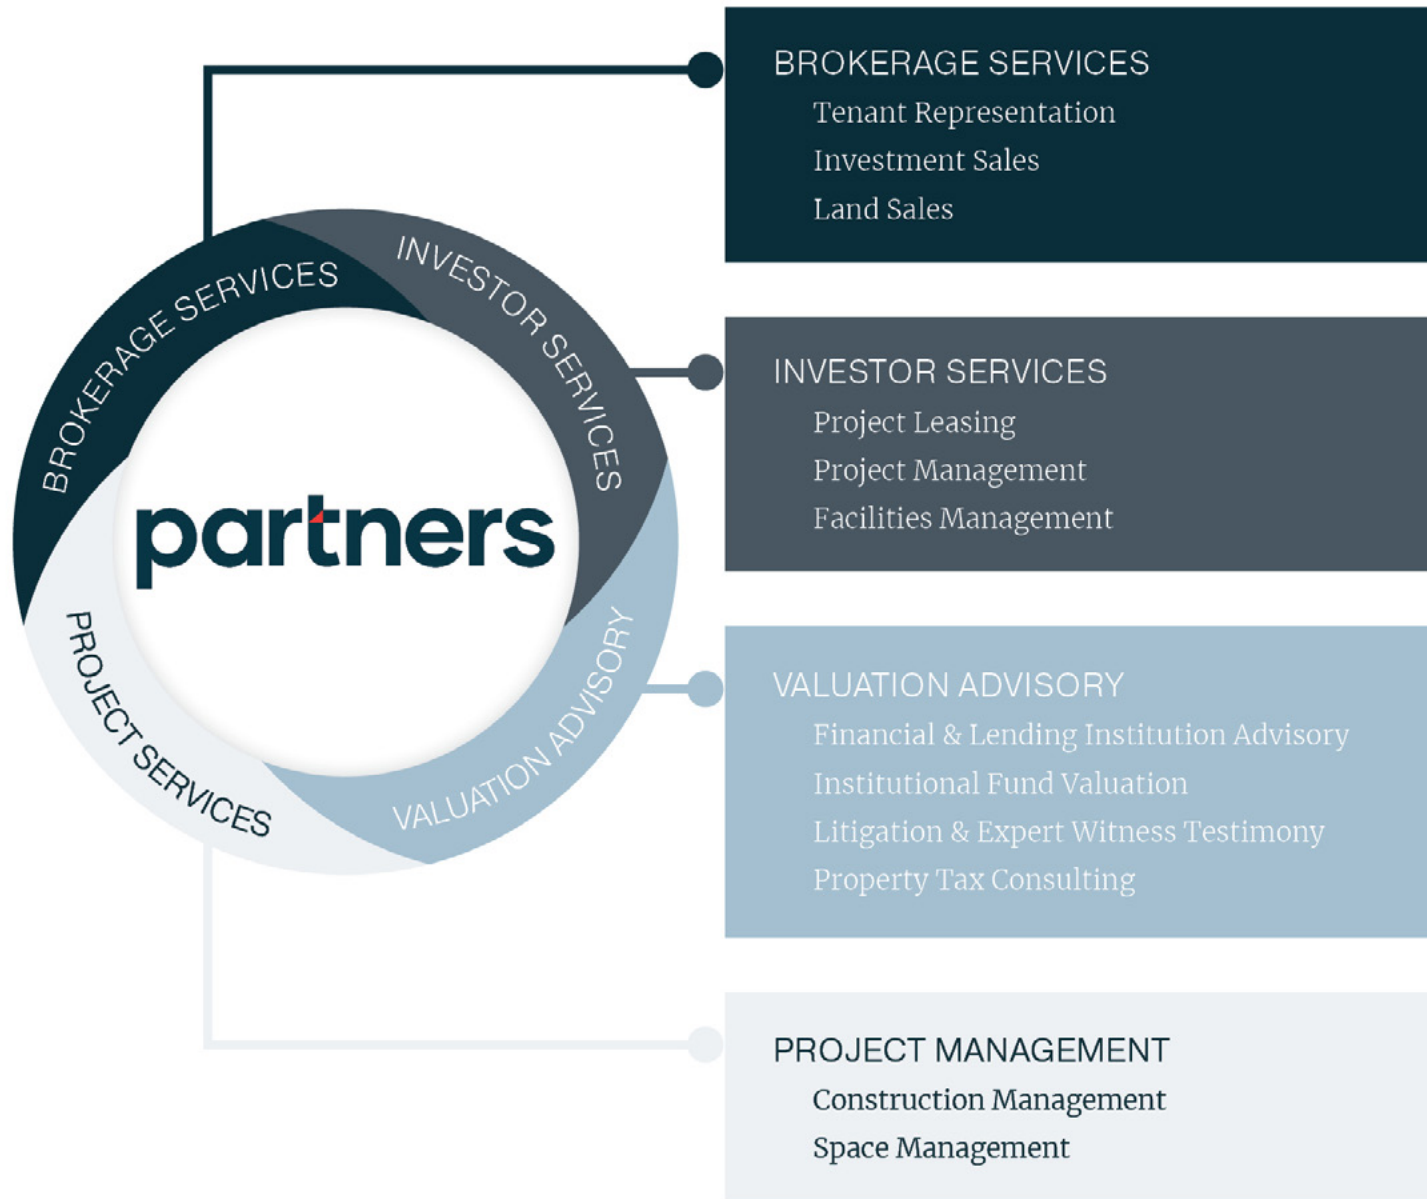 BROKERAGE SERVICES
INVESTOR SERVICES
partners
PROJECT SERVICES
VALUATION ADVISORY
BROKERAGE SERVICES
Tenant Representation
Investment Sales
Land Sales
INVESTOR SERVICES
Project Leasing
Project Management
Facilities Management
VALUATION ADVISORY
Financial & Lending Institution Advisory
Institutional Fund Valuation
Litigation & Expert Witness Testimony
Property Tax Consulting
PROJECT MANAGEMENT
Construction Management
Space Management